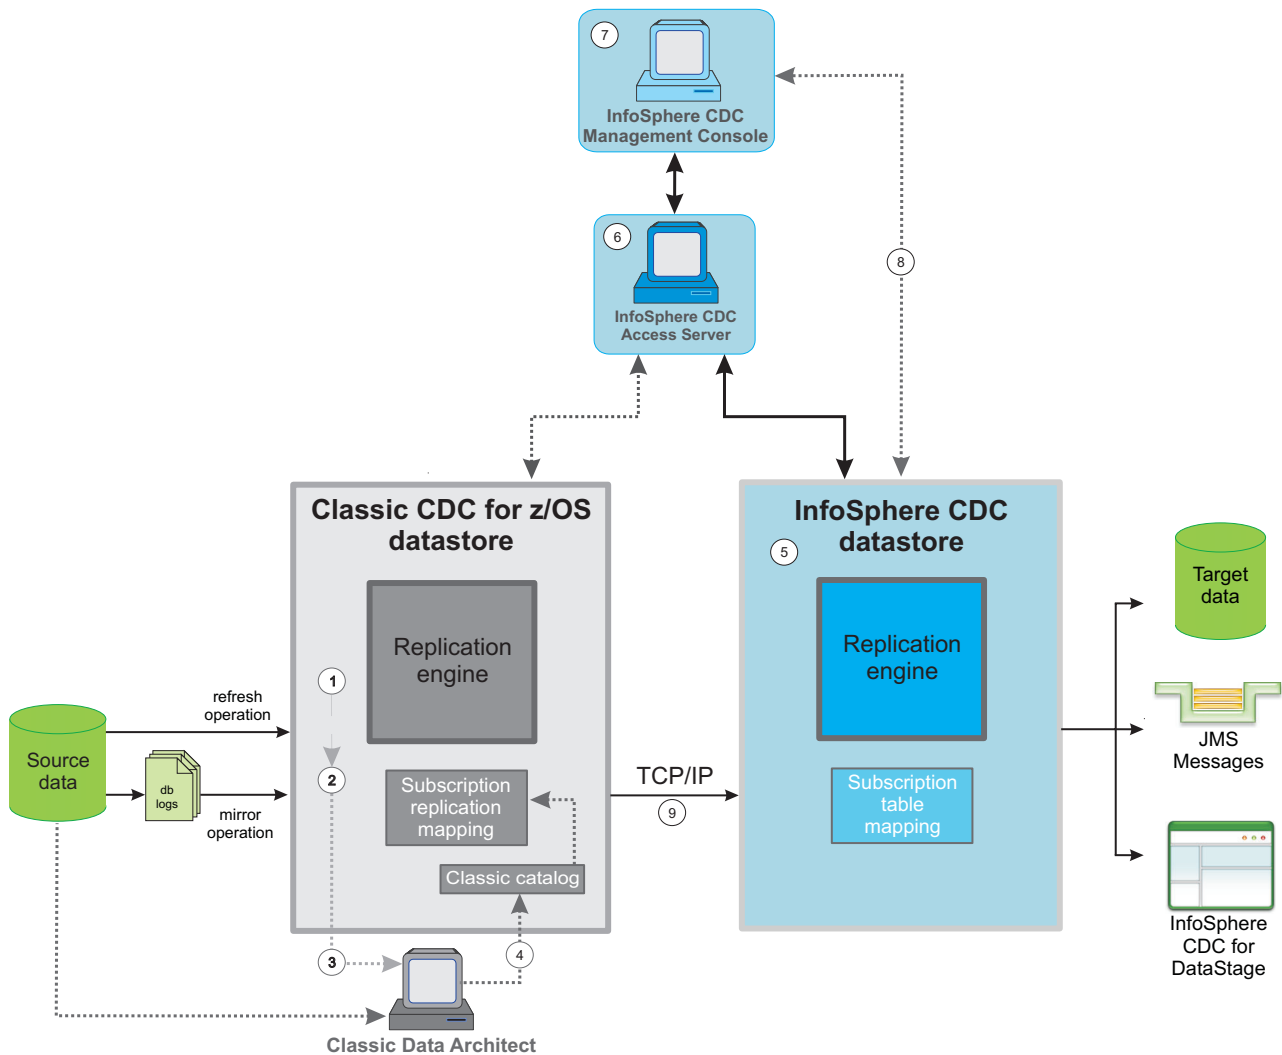 7
InfoSphere CDC
Management Console
6
InfoSphere CDC
Access Server
8
Classic CDC for z/OS
datastore
InfoSphere CDC
datastore
5
Replication
engine
Replication
engine
Target
data
1
refresh
operation
Source
data
db
logs
mirror
operation
2
Subscription
replication
mapping
TCP/IP
9
Subscription
table
mapping
JMS
Messages
Classic catalog
3
4
InfoSphere
CDC for
DataStage
Classic Data Architect